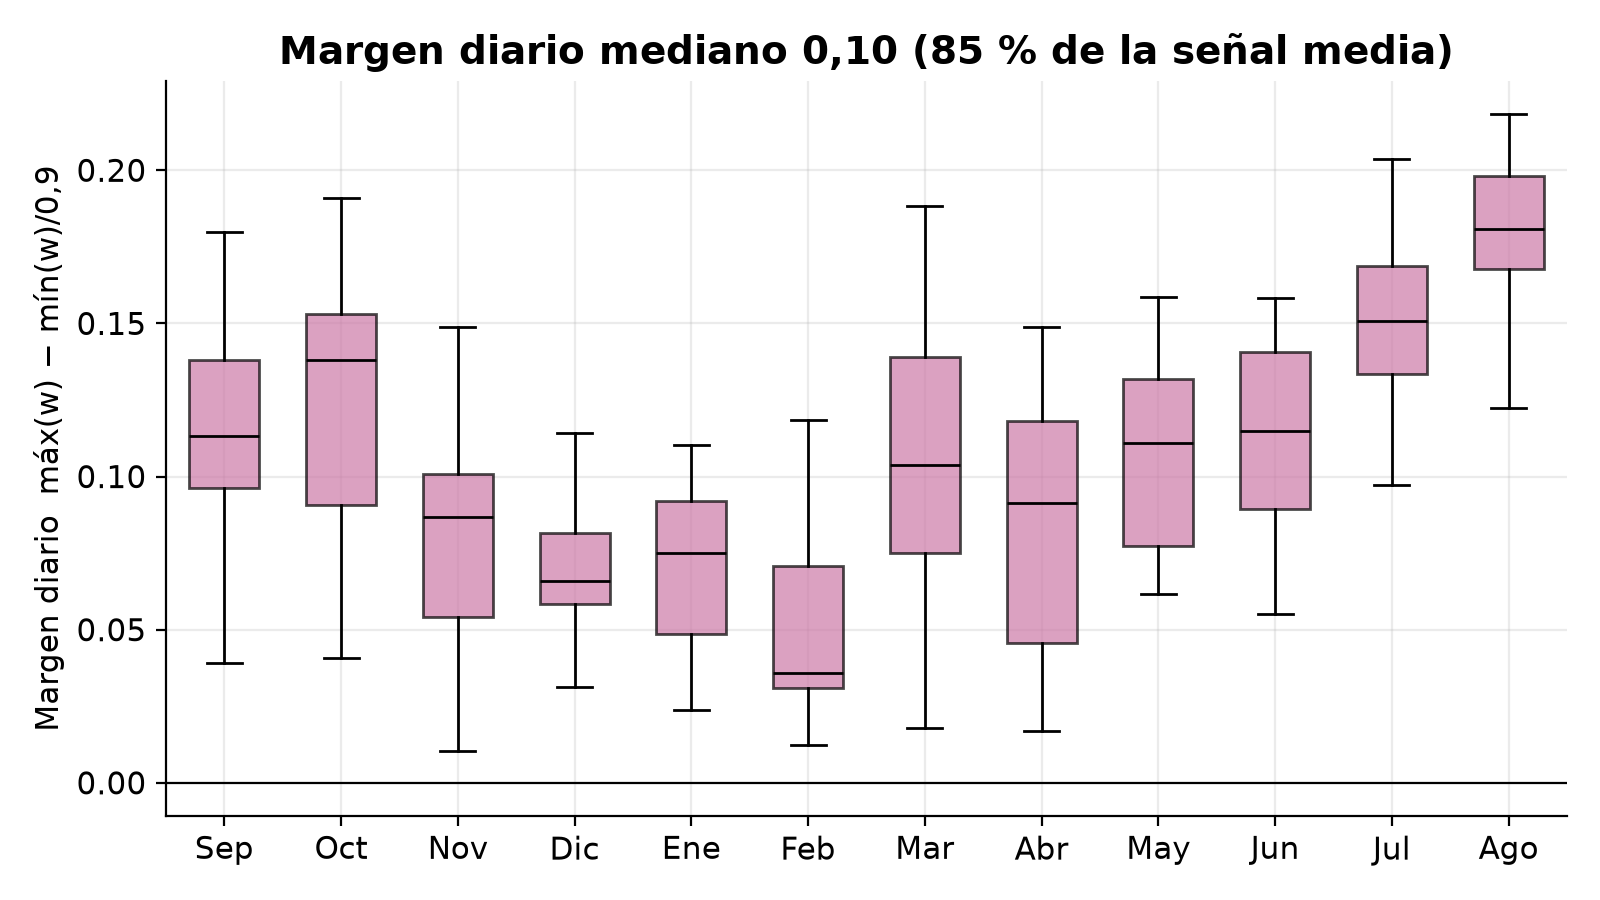 Margen diario mediano 0,10 (85 % de la señal media)
Margen diario  máx(w) − mín(w)/0,9
0.20
0.15
0.10
0.05
0.00
Sep Oct Nov Dic Ene Feb Mar Abr May Jun Jul Ago